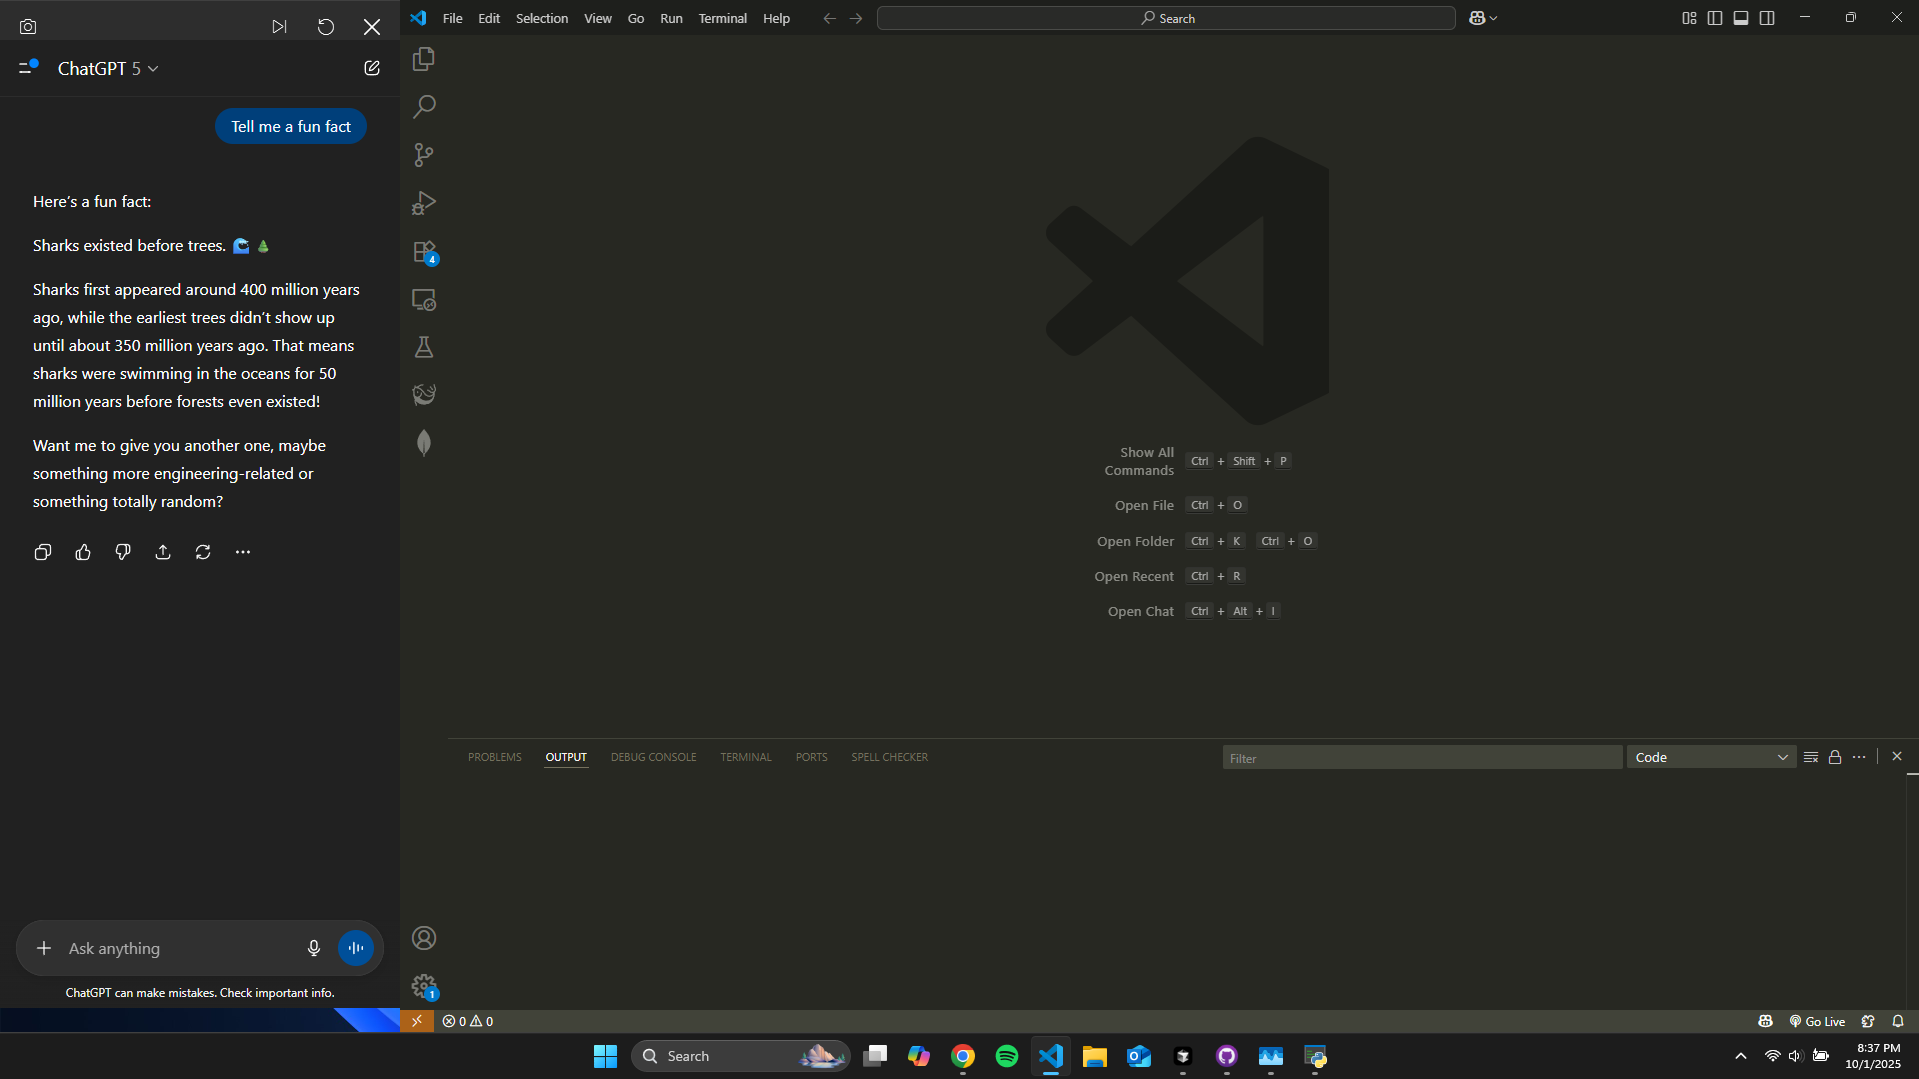 ChatGPT 5
Tell me a fun fact
Here's a fun fact:
Sharks existed before trees. 🌊 🌲
Sharks first appeared around 400 million years
ago, while the earliest trees didn't show up
until about 350 million years ago. That means
sharks were swimming in the oceans for 50
million years before forests even existed!
Want me to give you another one, maybe
something more engineering-related or
something totally random?
Ask anything
ChatGPT can make mistakes. Check important info.
File Edit Selection View Go Run Terminal Help
Search
4
Show All
Commands Ctrl + Shift + P
Open File Ctrl + O
Open Folder Ctrl + K Ctrl + O
Open Recent Ctrl + R
Open Chat Ctrl + Alt + I
PROBLEMS OUTPUT DEBUG CONSOLE TERMINAL PORTS SPELL CHECKER
Filter
Code
1
0 0
Go Live
Search
8:37 PM
10/1/2025